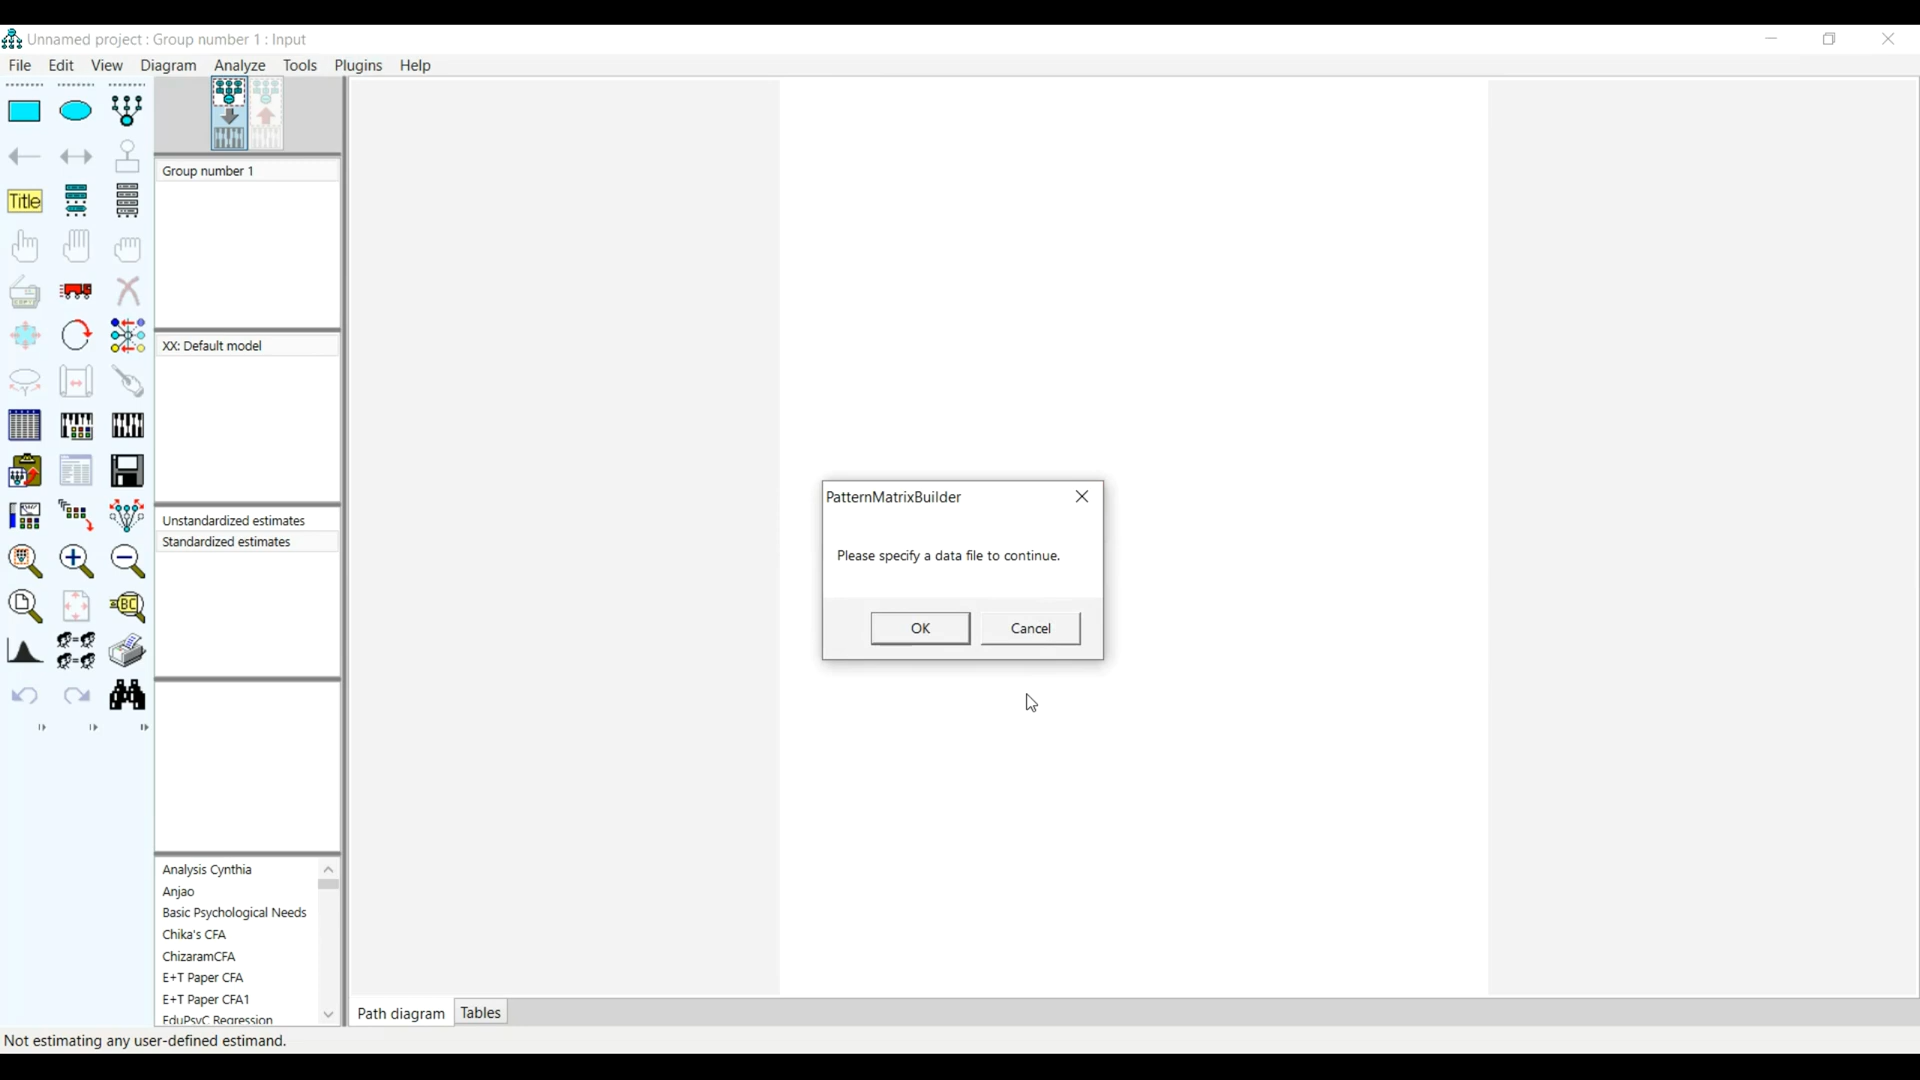 Unnamed project : Group number 1 : Input
File Edit View Diagram Analyze Tools Plugins Help
Title
Group number 1
XX: Default model
Unstandardized estimates
Standardized estimates
Analysis Cynthia
Anjao
Basic Psychological Needs
Chika's CFA
ChizaramCFA
E+T Paper CFA
E+T Paper CFA1
EduPsyC Regression
PatternMatrixBuilder
Please specify a data file to continue.
OK Cancel
Path diagram Tables
Not estimating any user-defined estimand.